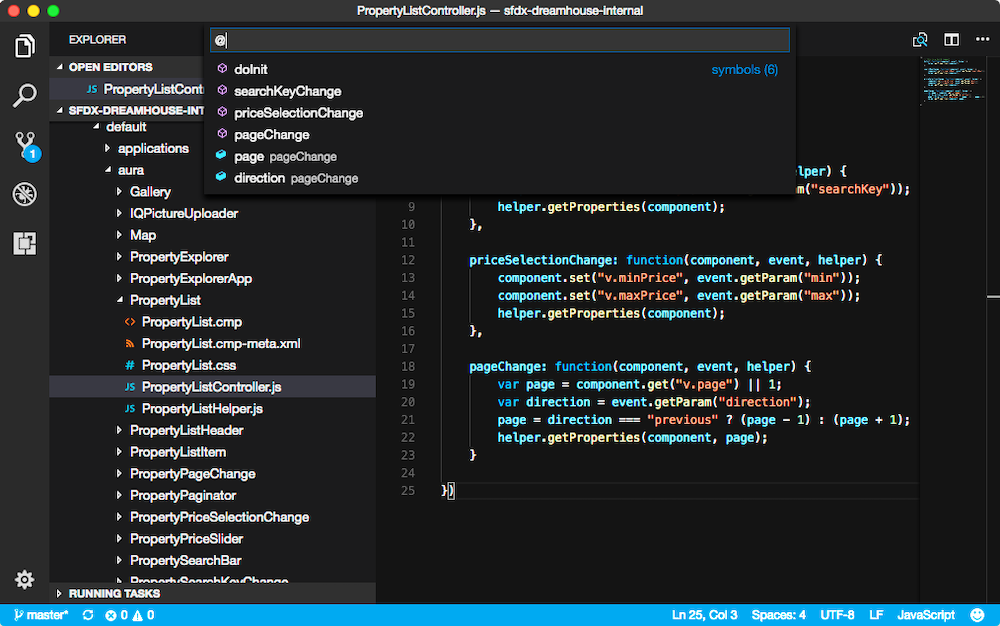 PropertyListController.js — sfdx-dreamhouse-internal
EXPLORER
OPEN EDITORS
JS PropertyListCont
SFDX-DREAMHOUSE-INT
default
applications
aura
Gallery
IQPictureUploader
Map
PropertyExplorer
PropertyExplorerApp
PropertyList
<> PropertyList.cmp
PropertyList.cmp-meta.xml
# PropertyList.css
JS PropertyListController.js
JS PropertyListHelper.js
PropertyListHeader
PropertyListItem
PropertyPageChange
PropertyPaginator
PropertyPriceSelectionChange
PropertyPriceSlider
PropertySearchBar
PropertySearchKeyChange
RUNNING TASKS
1
@
doInit symbols (6)
searchKeyChange
priceSelectionChange
pageChange
page pageChange
direction pageChange
lper) {
m("searchKey"));
9 helper.getProperties(component);
10 },
11
12 priceSelectionChange: function(component, event, helper) {
13 component.set("v.minPrice", event.getParam("min"));
14 component.set("v.maxPrice", event.getParam("max"));
15 helper.getProperties(component);
16 },
17
18 pageChange: function(component, event, helper) {
19 var page = component.get("v.page") || 1;
20 var direction = event.getParam("direction");
21 page = direction === "previous" ? (page - 1) : (page + 1);
22 helper.getProperties(component, page);
23 }
24
25 })
master* 0 0 Ln 25, Col 3 Spaces: 4 UTF-8 LF JavaScript